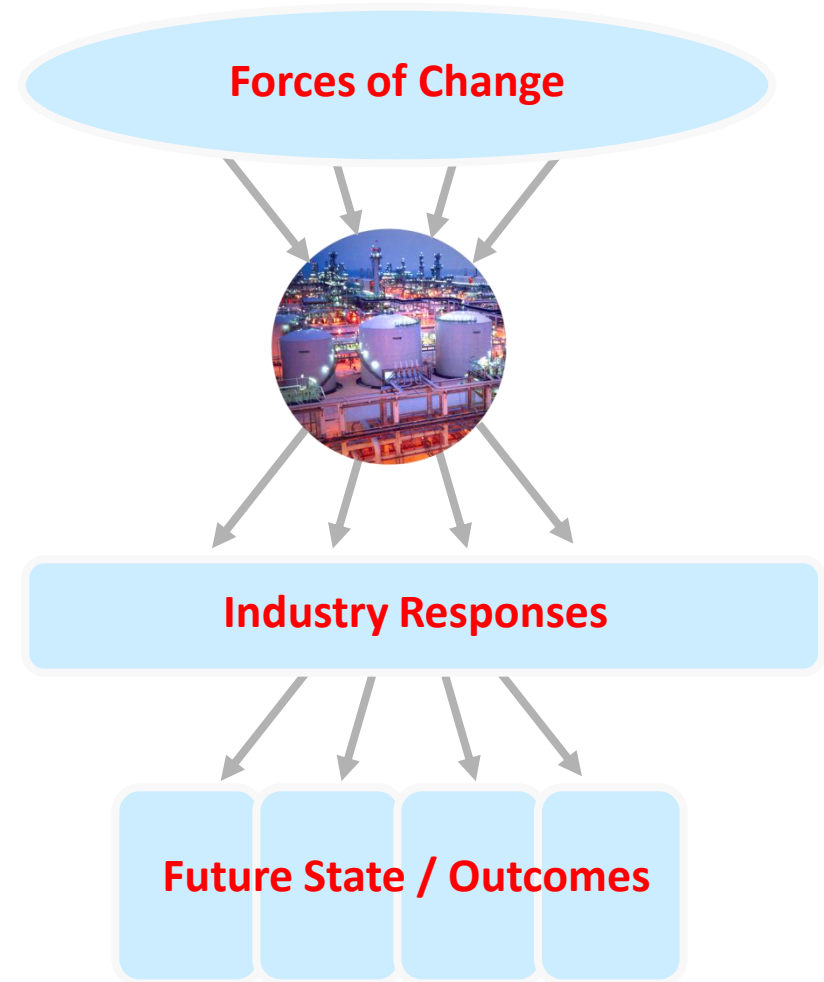 Forces of Change
Industry Responses
Future State / Outcomes